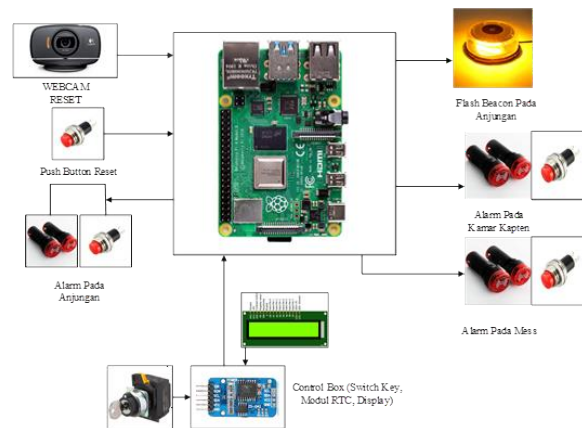 WEBCAM
RESET
Push Button Reset
Alarm Pada
Anjungan
HDMI
Flash Beacon Pada
Anjungan
Alarm Pada
Kamar Kapten
Alarm Pada Mess
Control Box (Switch Key,
Modul RTC, Display)